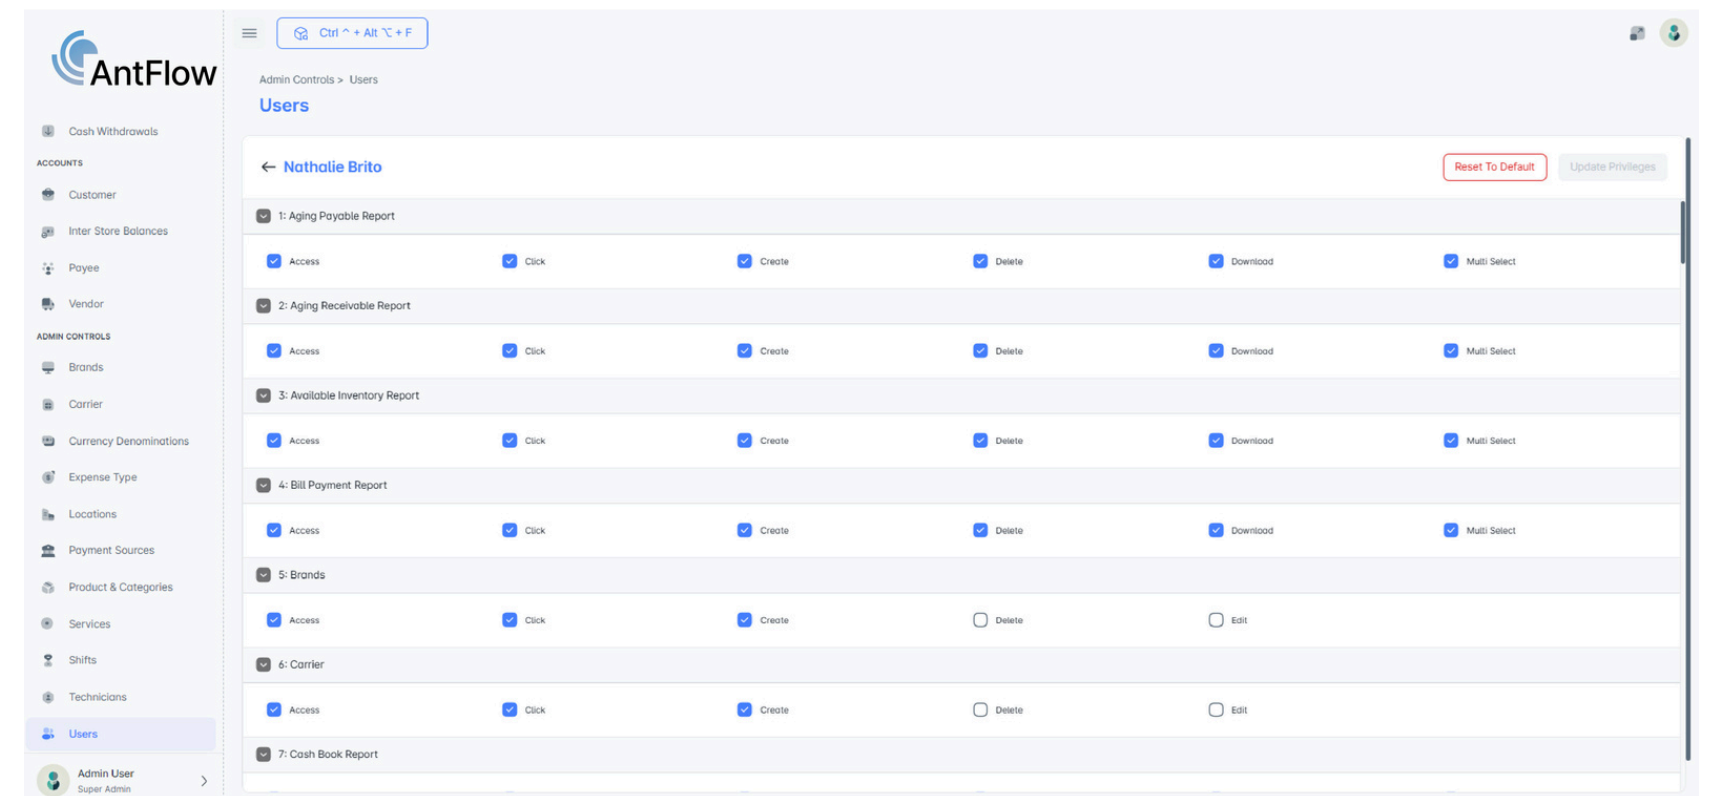 AntFlow
Ctrl ^ + Alt ⌥ + F
Admin Controls > Users
Users
Cash Withdrawals
ACCOUNTS
Customer
Inter Store Balances
Payee
Vendor
ADMIN CONTROLS
Brands
Carrier
Currency Denominations
Expense Type
Locations
Payment Sources
Product & Categories
Services
Shifts
Technicians
Users
Admin User
Super Admin
Nathalie Brito
Reset To Default
Update Privileges
1: Aging Payable Report
Access Click Create Delete Download Multi Select
2: Aging Receivable Report
Access Click Create Delete Download Multi Select
3: Available Inventory Report
Access Click Create Delete Download Multi Select
4: Bill Payment Report
Access Click Create Delete Download Multi Select
5: Brands
Access Click Create Delete Edit
6: Carrier
Access Click Create Delete Edit
7: Cash Book Report